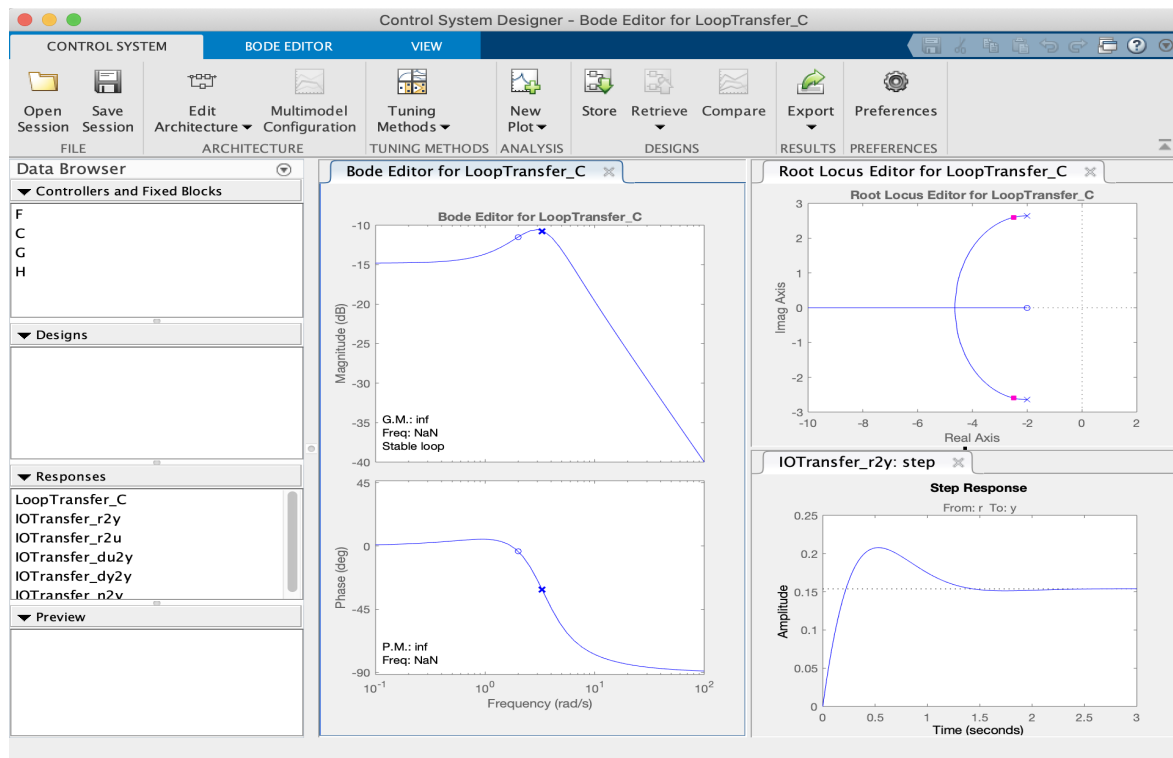 Control System Designer - Bode Editor for LoopTransfer_C
CONTROL SYSTEM
BODE EDITOR
VIEW
Open
Session
Save
Session
Edit
Architecture
Multimodel
Configuration
Tuning
Methods
New
Plot
Store
Retrieve
Compare
Export
Preferences
FILE
ARCHITECTURE
TUNING METHODS
ANALYSIS
DESIGNS
RESULTS
PREFERENCES
Data Browser
Controllers and Fixed Blocks
F
C
G
H
Designs
Responses
LoopTransfer_C
IOTransfer_r2y
IOTransfer_r2u
IOTransfer_du2y
IOTransfer_dy2y
IOTransfer_n2y
Preview
Bode Editor for LoopTransfer_C
Bode Editor for LoopTransfer_C
Magnitude (dB)
-10
-15
-20
-25
-30
-35
-40
G.M.: inf
Freq: NaN
Stable loop
Phase (deg)
45
0
-45
-90
P.M.: inf
Freq: NaN
10-1
100
101
102
Frequency (rad/s)
Root Locus Editor for LoopTransfer_C
Root Locus Editor for LoopTransfer_C
Imag Axis
3
2
1
0
-1
-2
-3
-10
-8
-6
-4
-2
0
2
Real Axis
IOTransfer_r2y: step
Step Response
From: r To: y
Amplitude
0.25
0.2
0.15
0.1
0.05
0
0
0.5
1
1.5
2
2.5
3
Time (seconds)